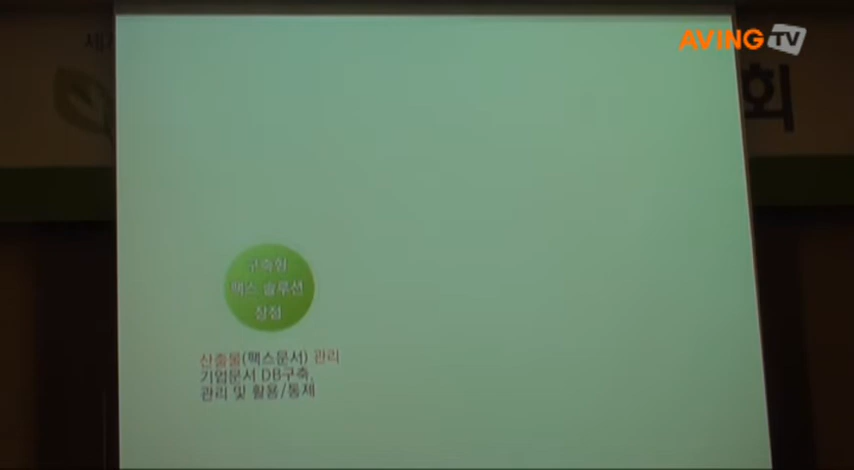 AVING TV
회
구축형
팩스 솔루션
장점
산출물(팩스문서) 관리
기업문서 DB구축,
관리 및 활용/통제